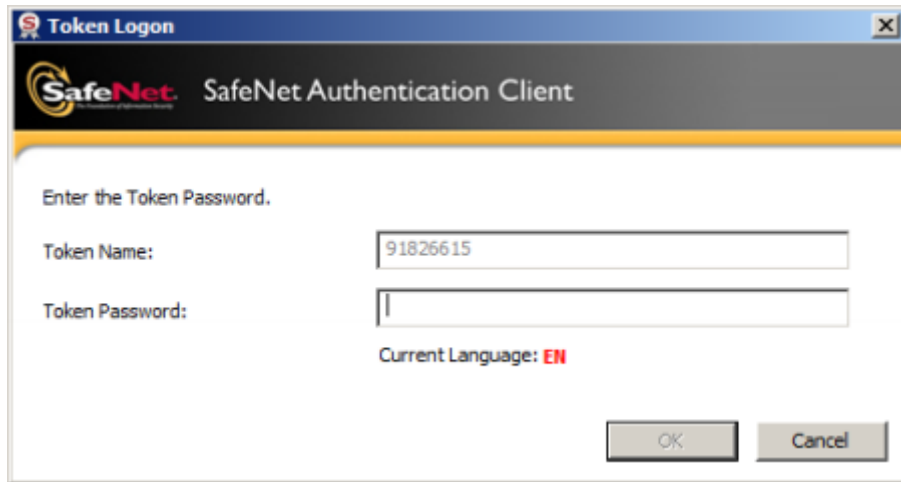 Token Logon
SafeNet. SafeNet Authentication Client
Enter the Token Password.
Token Name: 91826615
Token Password:
Current Language: EN
OK Cancel